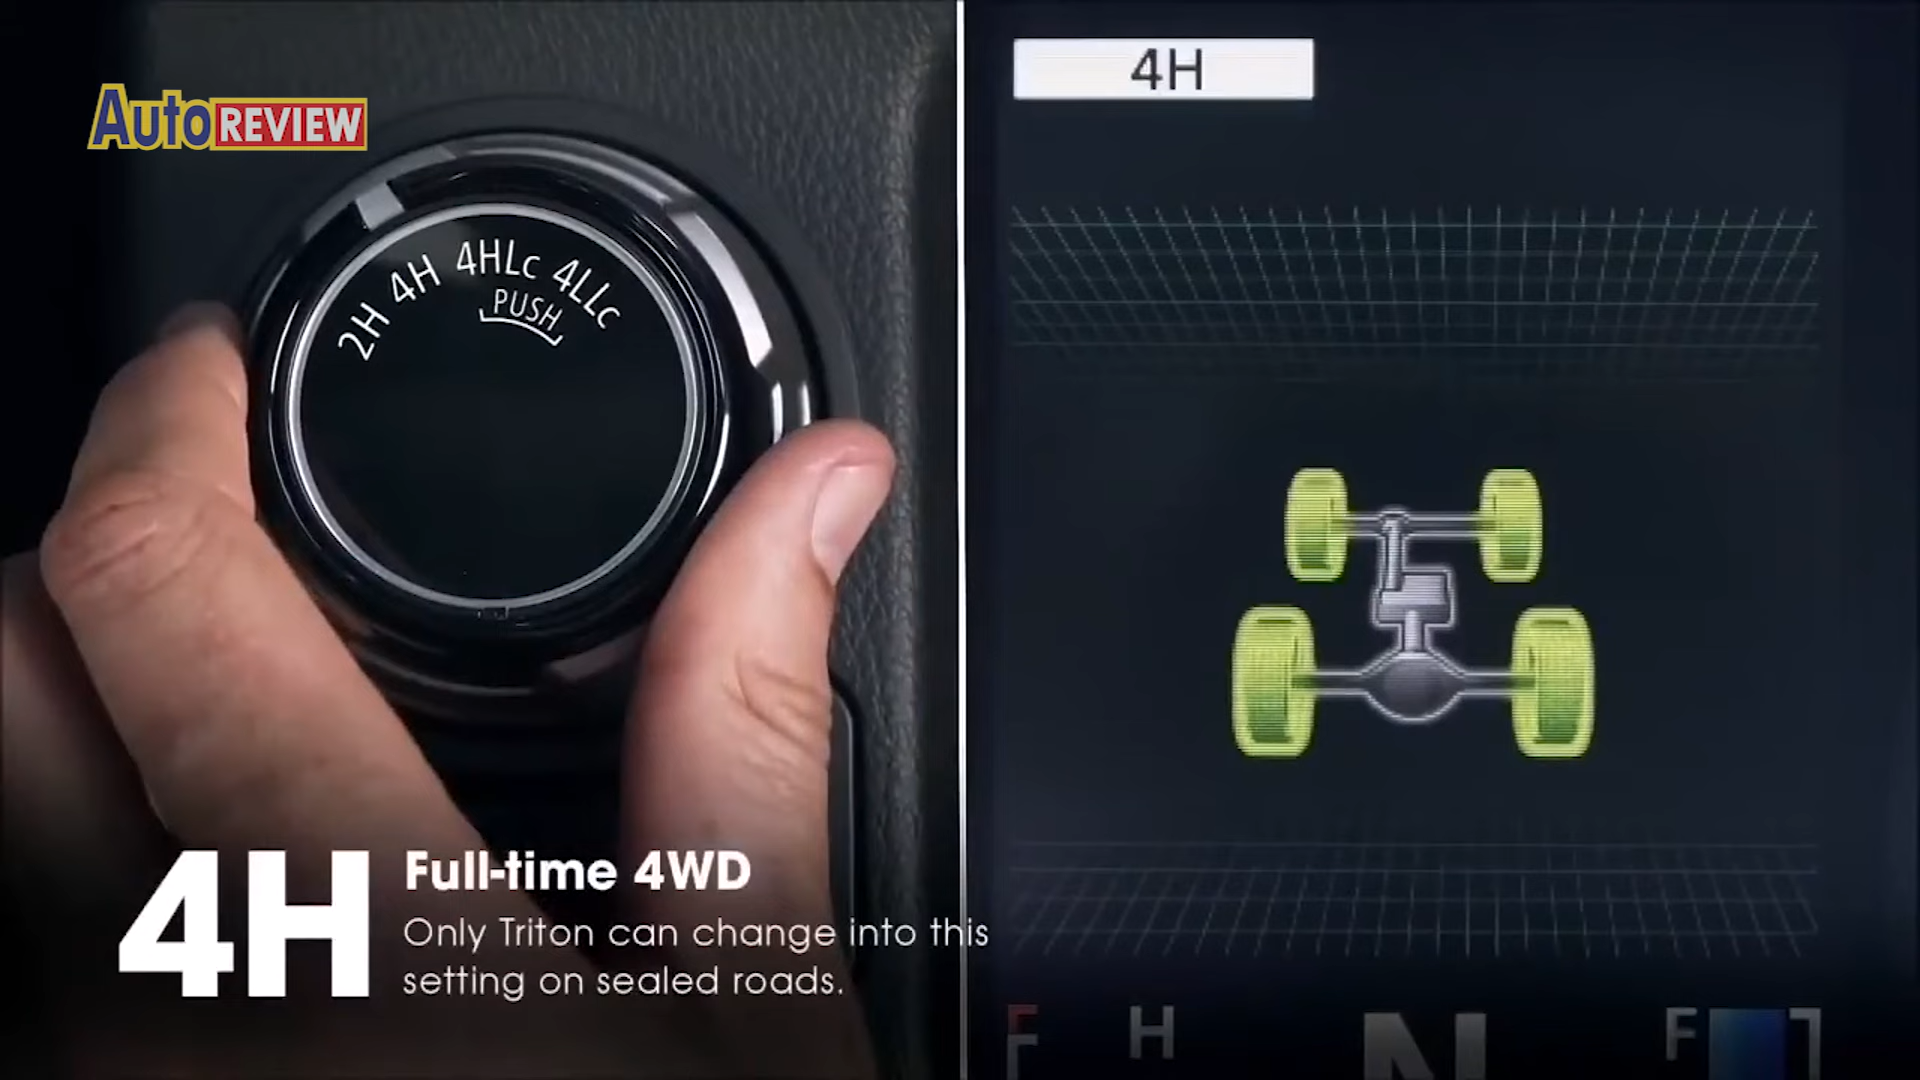 AutoREVIEW
2H 4H 4HLc 4LLc
PUSH
4H
4H
Full-time 4WD
Only Triton can change into this
setting on sealed roads.
H
N
F